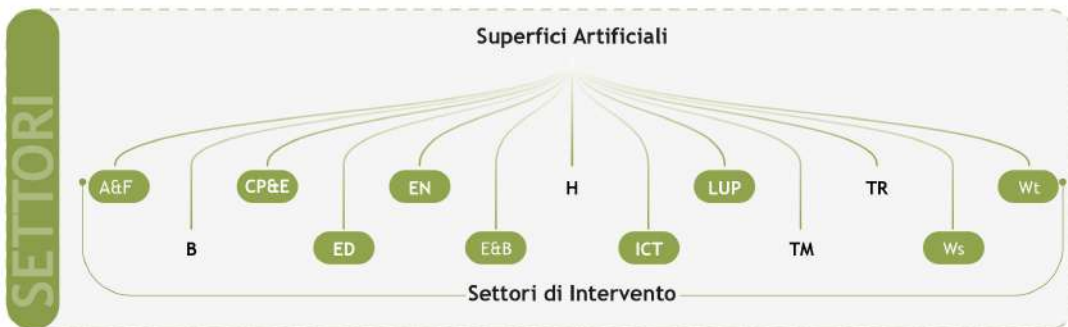 SETTORI
Superfici Artificiali
A&F
CP&E
EN
H
LUP
TR
Wt
B
ED
E&B
ICT
TM
Ws
Settori di Intervento